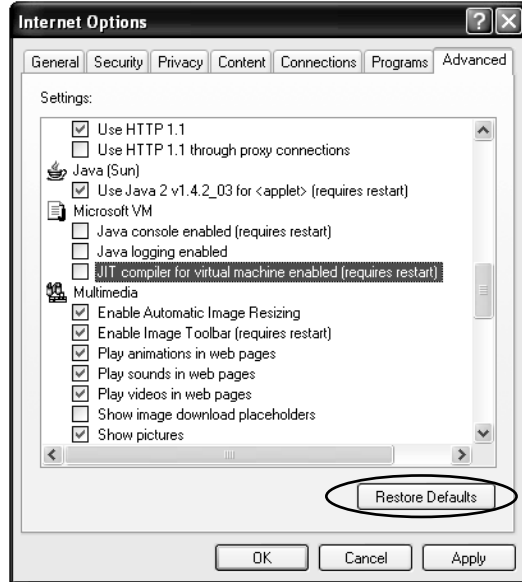 Internet Options
General Security Privacy Content Connections Programs Advanced
Settings:
Use HTTP 1.1
Use HTTP 1.1 through proxy connections
Java (Sun)
Use Java 2 v1.4.2_03 for <applet> (requires restart)
Microsoft VM
Java console enabled (requires restart)
Java logging enabled
JIT compiler for virtual machine enabled (requires restart)
Multimedia
Enable Automatic Image Resizing
Enable Image Toolbar (requires restart)
Play animations in web pages
Play sounds in web pages
Play videos in web pages
Show image download placeholders
Show pictures
Restore Defaults
OK Cancel Apply